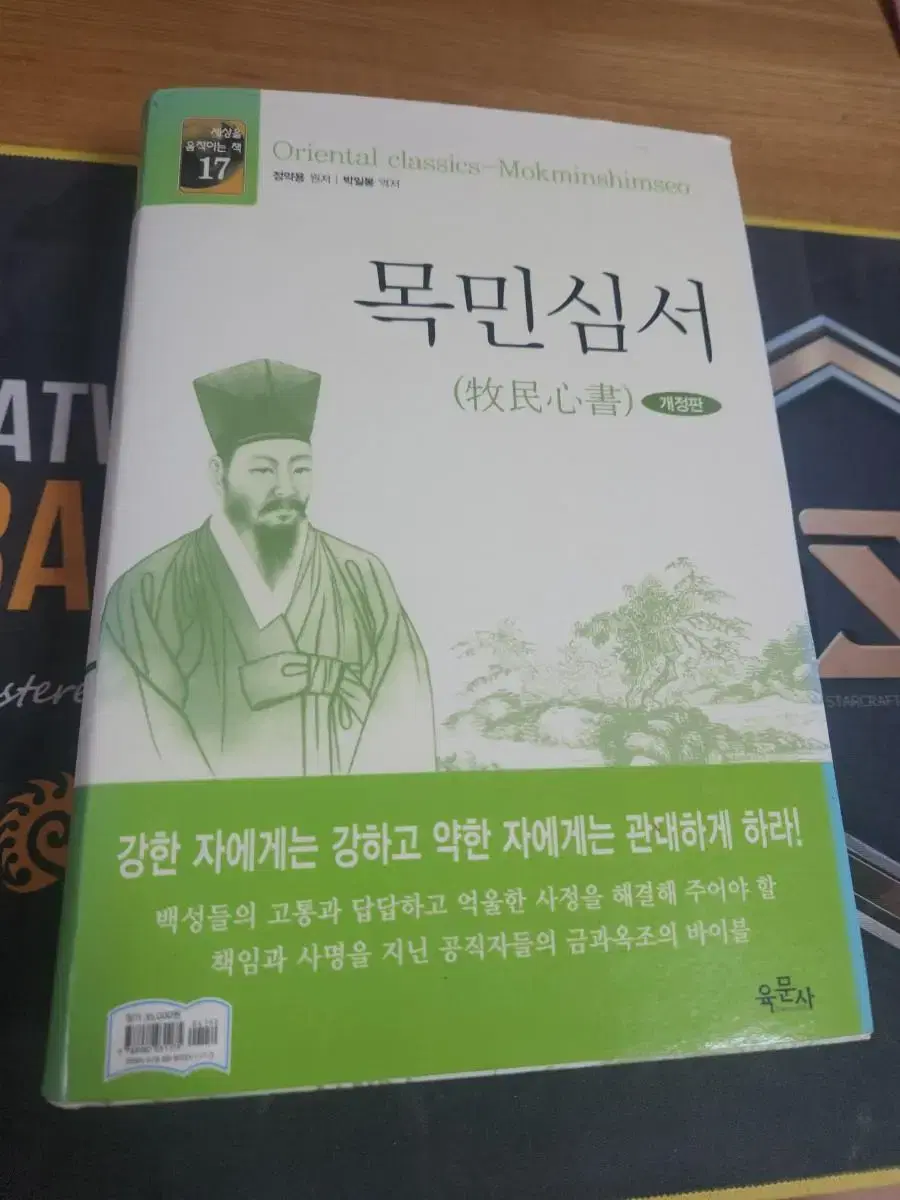 세상을
움직이는 책
17
Oriental classics-Mokminshimseo
정약용 원저 | 박일봉 역저
목민심서
(牧民心書) 개정판
강한 자에게는 강하고 약한 자에게는 관대하게 하라!
백성들의 고통과 답답하고 억울한 사정을 해결해 주어야 할
책임과 사명을 지닌 공직자들의 금과옥조의 바이블
육문사
STARCRAFT